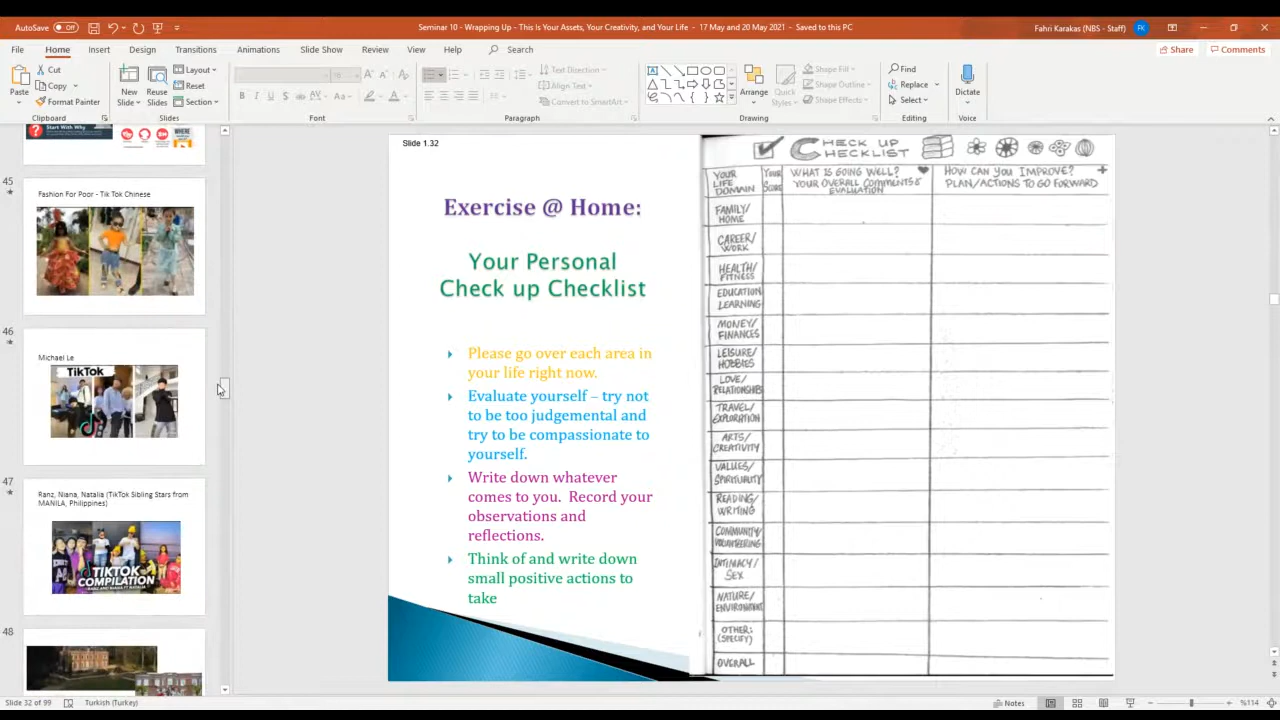 AutoSave Off
Seminar 10 - Wrapping Up - This Is Your Assets, Your Creativity, and Your Life - 17 May and 20 May 2021 - Saved to this PC
Fahri Karakas (NBS - Staff) FK
File Home Insert Design Transitions Animations Slide Show Review View Help Search Share Comments
Paste
Cut
Copy
Format Painter
Clipboard
New Slide
Reuse Slides
Layout
Reset
Section
Slides
Font
Text Direction
Align Text
Convert to SmartArt
Paragraph
Arrange
Quick Styles
Shape Fill
Shape Outline
Shape Effects
Drawing
Find
Replace
Select
Editing
Dictate
Voice
Start With Why
WHERE
45
Fashion For Poor - Tik Tok Chinese
46
Michael Le
TikTok
47
Ranz, Niana, Natalia (TikTok Sibling Stars from
MANILA, Philippines)
TIKTOK
COMPILATION
48
Slide 1.32
Exercise @ Home:
Your Personal
Check up Checklist
Please go over each area in
your life right now.
Evaluate yourself – try not
to be too judgemental and
try to be compassionate to
yourself.
Write down whatever
comes to you. Record your
observations and
reflections.
Think of and write down
small positive actions to
take
CHECK UP
CHECKLIST
YOUR LIFE DOMAIN
YOUR SCORE
WHAT IS GOING WELL?
YOUR OVERALL COMMENTS &
EVALUATION
HOW CAN YOU IMPROVE?
PLAN/ACTIONS TO GO FORWARD
FAMILY/
HOME
CAREER/
WORK
HEALTH/
FITNESS
EDUCATION
LEARNING
MONEY/
FINANCES
LEISURE/
HOBBIES
LOVE/
RELATIONSHIPS
TRAVEL/
EXPLORATION
ARTS/
CREATIVITY
VALUES/
SPIRITUALITY
READING/
WRITING
COMMUNITY/
VOLUNTEERING
INTIMACY/
SEX
NATURE/
ENVIRONMENT
OTHER:
(SPECIFY)
OVERALL
Slide 32 of 99 Turkish (Turkey) Notes %114